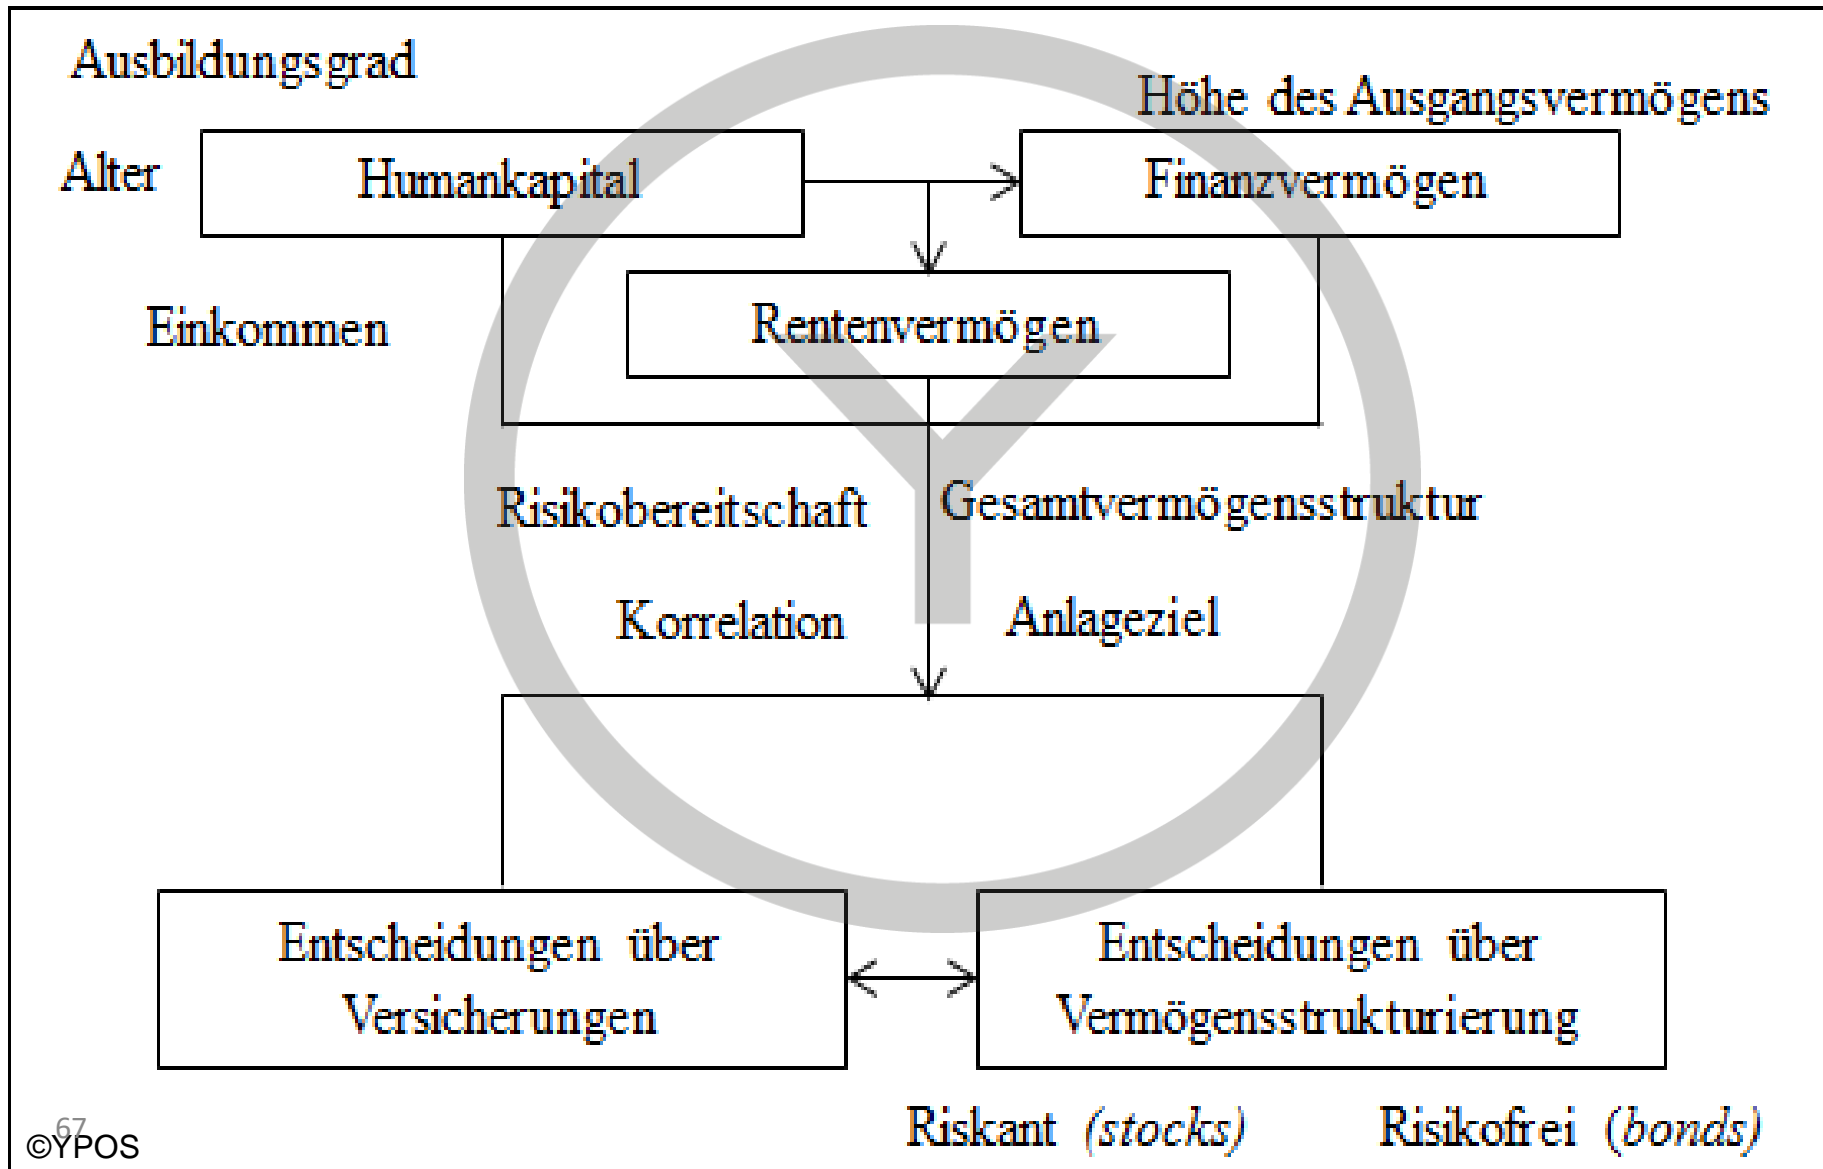 Ausbildungsgrad
Höhe des Ausgangsvermögens
Alter
Humankapital
Finanzvermögen
Einkommen
Rentenvermögen
Risikobereitschaft
Gesamtvermögensstruktur
Korrelation
Anlageziel
Entscheidungen über
Versicherungen
Entscheidungen über
Vermögensstrukturierung
Riskant (stocks)
Risikofrei (bonds)
67
©YPOS